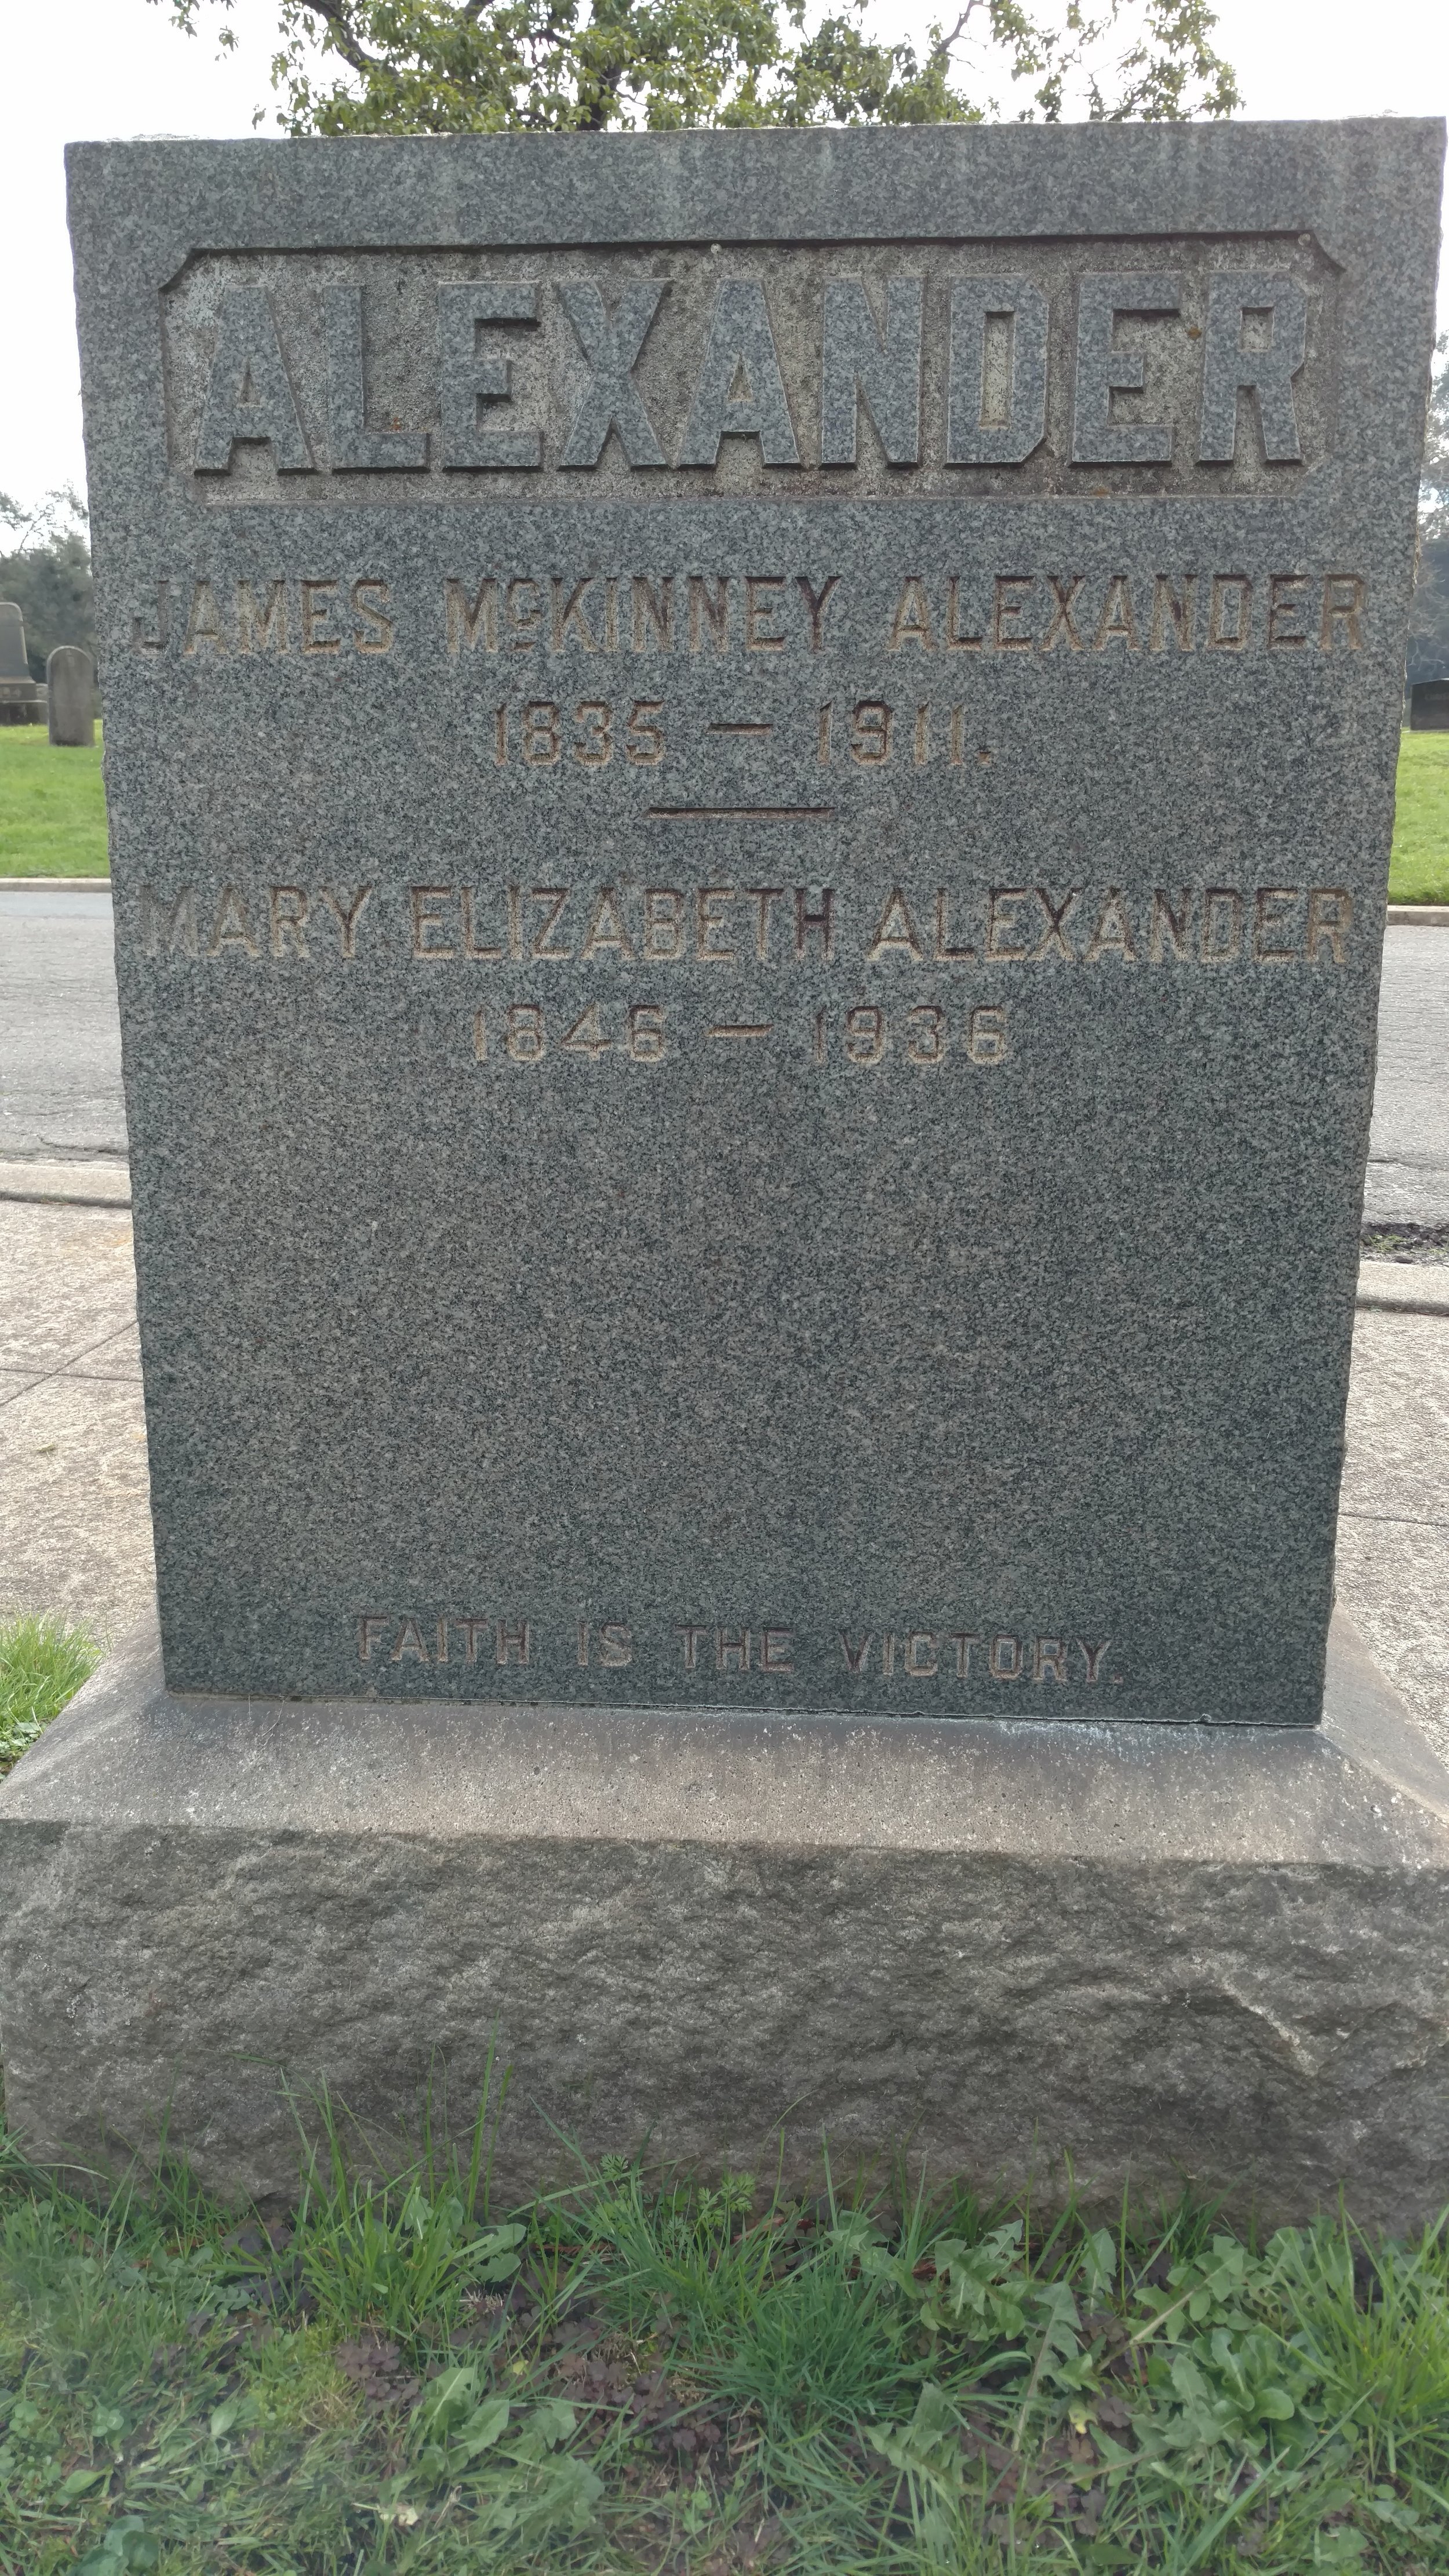 ALEXANDER
JAMES McKINNEY ALEXANDER
1835 — 1911.
MARY ELIZABETH ALEXANDER
1846 — 1936
FAITH IS THE VICTORY.